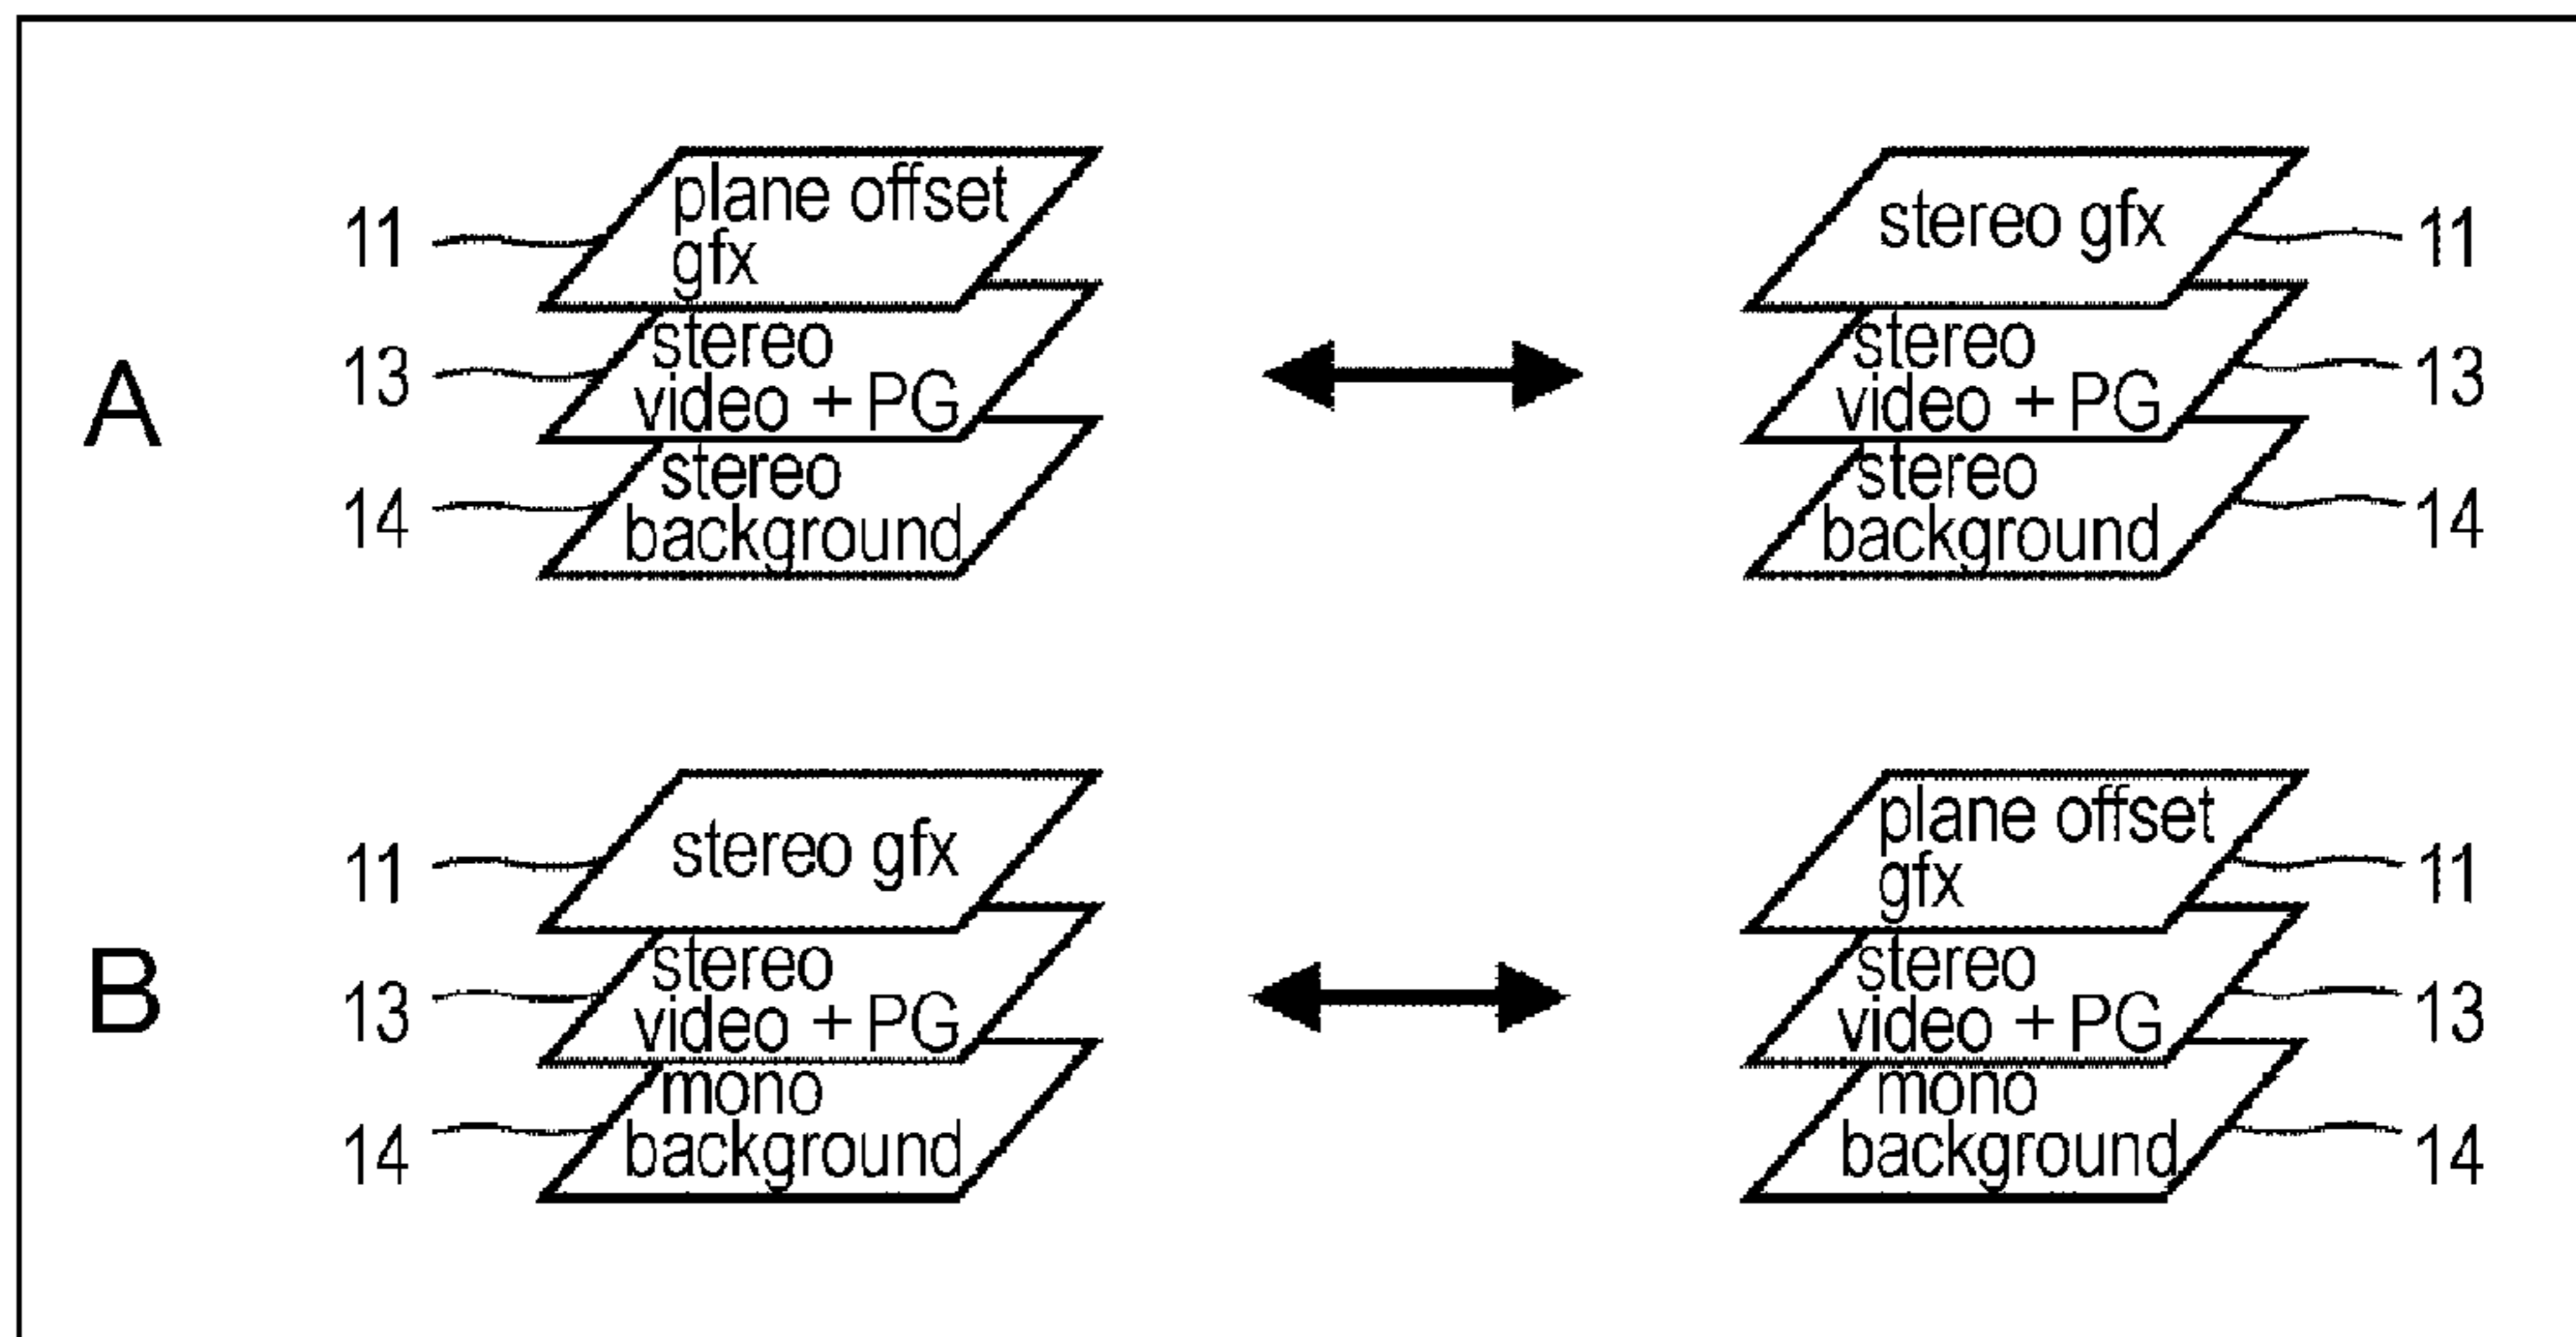 A
11
plane offset
gfx
13
stereo
video + PG
14
stereo
background
stereo gfx
11
stereo
video + PG
13
stereo
background
14
B
11
stereo gfx
13
stereo
video + PG
14
mono
background
plane offset
gfx
11
stereo
video + PG
13
mono
background
14